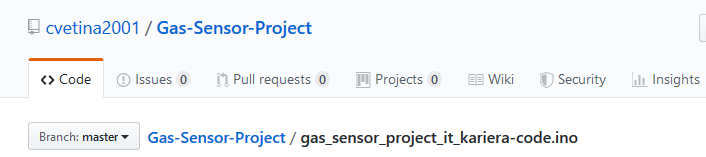 cvetina2001 / Gas-Sensor-Project
Code Issues 0 Pull requests 0 Projects 0 Wiki Security Insights
Branch: master Gas-Sensor-Project / gas_sensor_project_it_kariera-code.ino